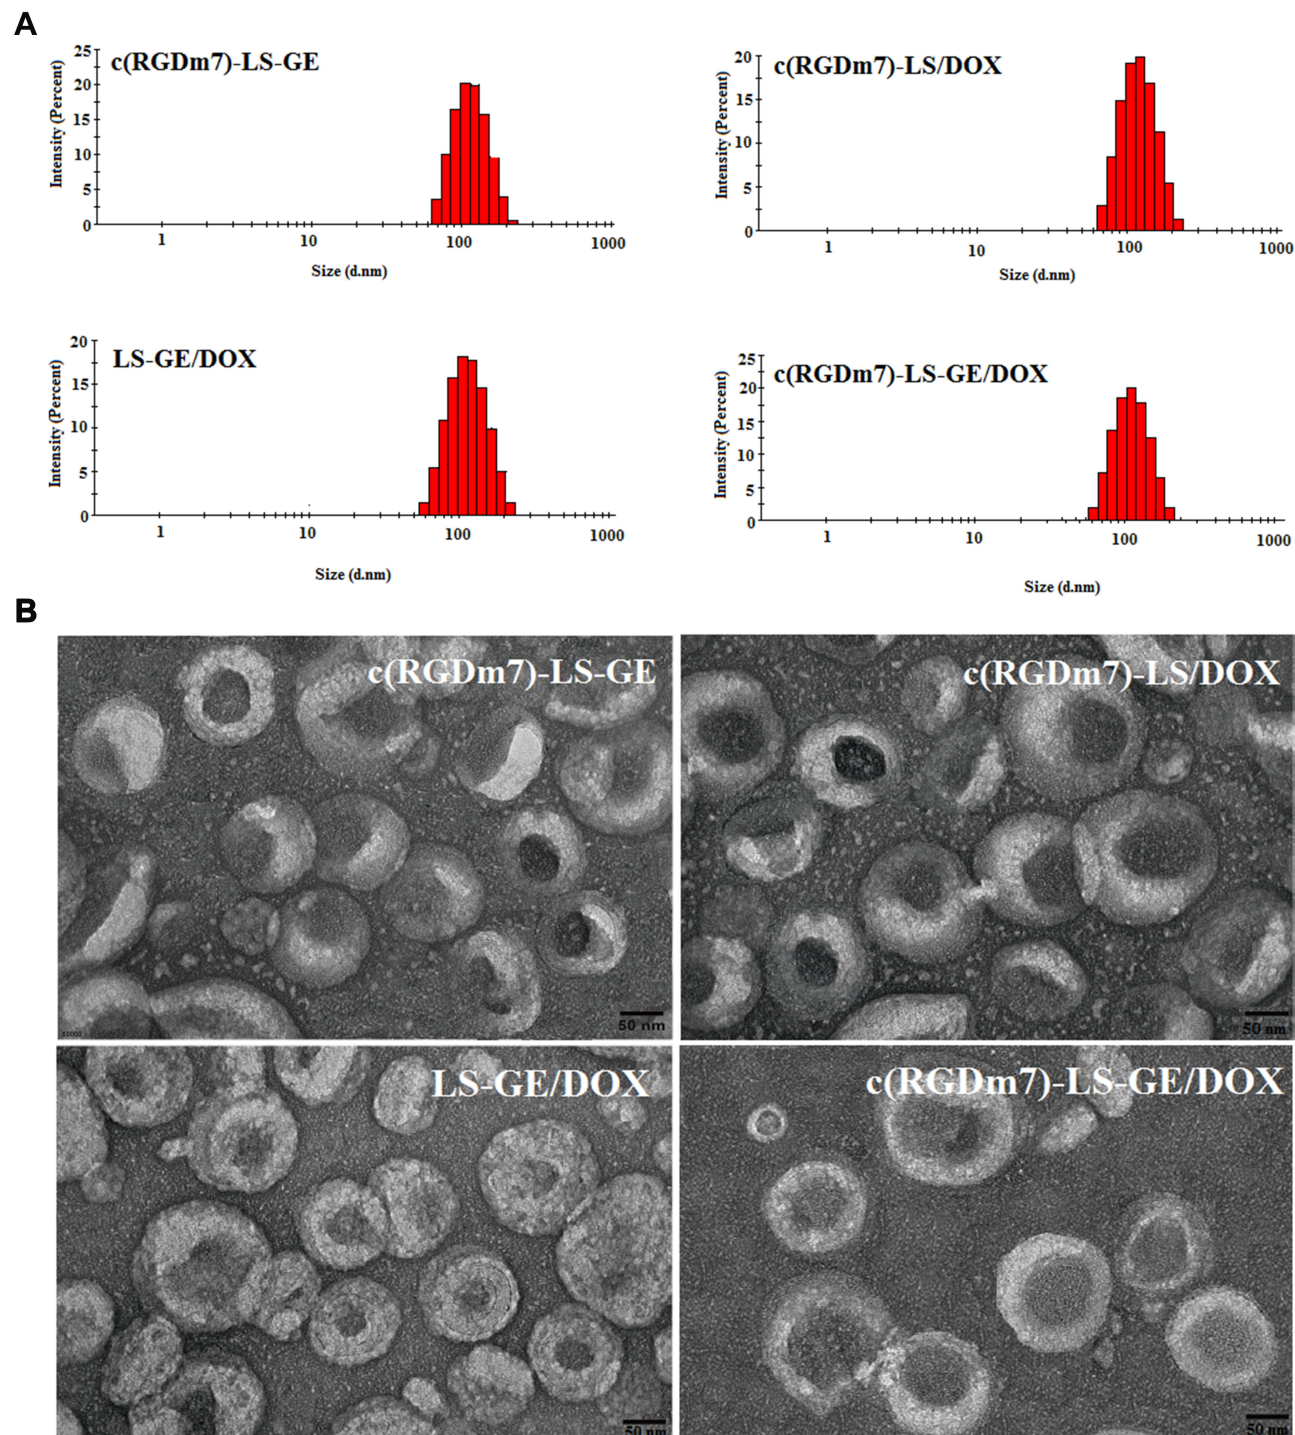 A
c(RGDm7)-LS-GE
Intensity (Percent)
25
20
15
10
5
0
1
10
100
1000
Size (d.nm)
c(RGDm7)-LS/DOX
Intensity (Percent)
20
15
10
5
0
1
10
100
1000
Size (d.nm)
LS-GE/DOX
Intensity (Percent)
20
15
10
5
0
1
10
100
1000
Size (d.nm)
c(RGDm7)-LS-GE/DOX
Intensity (Percent)
25
20
15
10
5
0
1
10
100
1000
Size (d.nm)
B
c(RGDm7)-LS-GE
50 nm
c(RGDm7)-LS/DOX
50 nm
LS-GE/DOX
50 nm
c(RGDm7)-LS-GE/DOX
50 nm